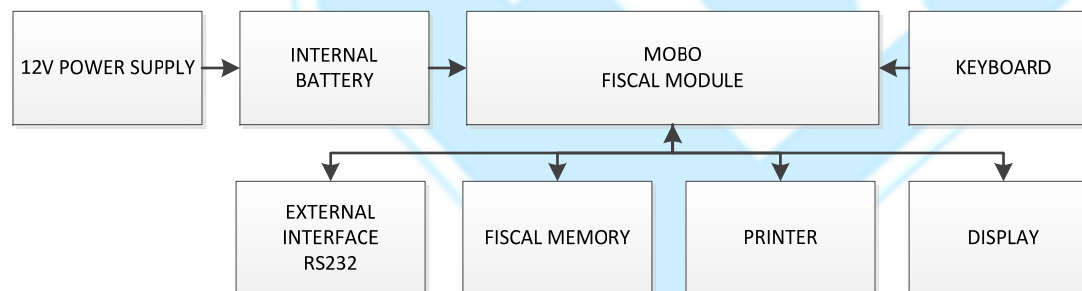 12V POWER SUPPLY
INTERNAL
BATTERY
MOBO
FISCAL MODULE
KEYBOARD
EXTERNAL
INTERFACE
RS232
FISCAL MEMORY
PRINTER
DISPLAY